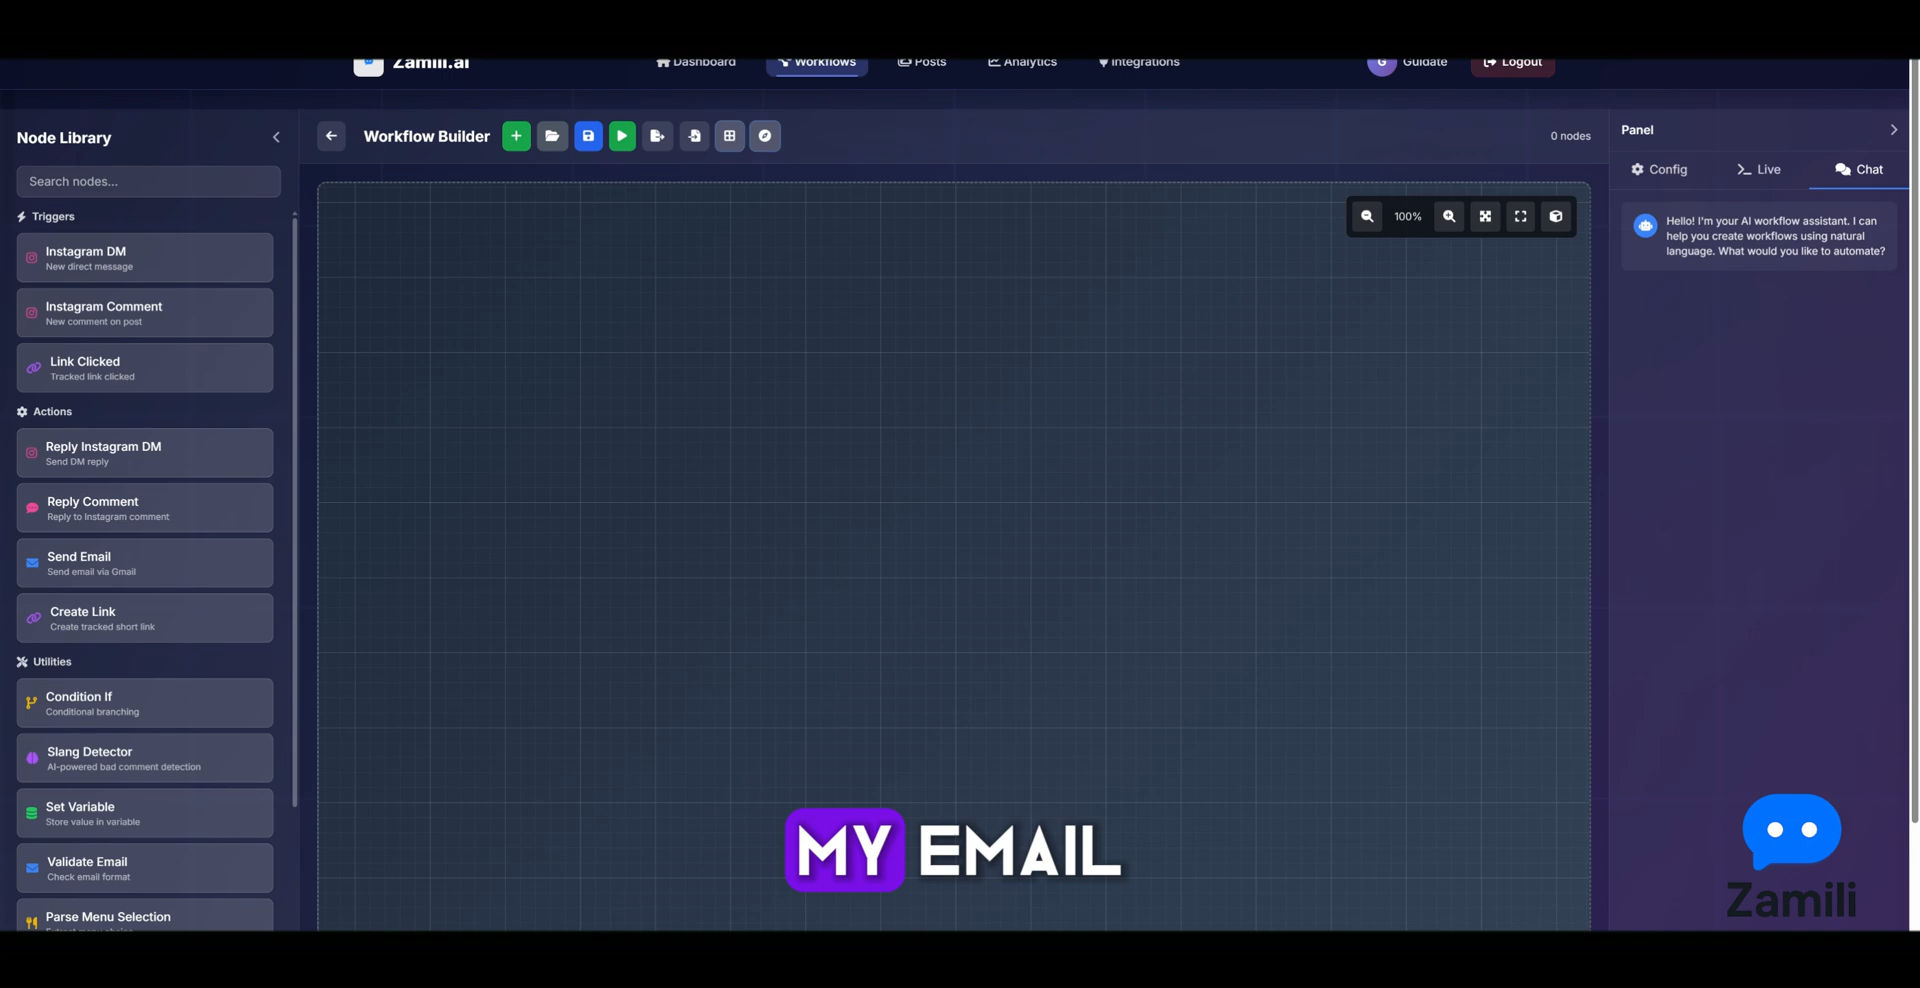 Zamili.ai
Dashboard
Workflows
Posts
Analytics
Integrations
G
Guidate
Logout
Node Library
Search nodes...
Triggers
Instagram DM
New direct message
Instagram Comment
New comment on post
Link Clicked
Tracked link clicked
Actions
Reply Instagram DM
Send DM reply
Reply Comment
Reply to Instagram comment
Send Email
Send email via Gmail
Create Link
Create tracked short link
Utilities
Condition If
Conditional branching
Slang Detector
AI-powered bad comment detection
Set Variable
Store value in variable
Validate Email
Check email format
Parse Menu Selection
Workflow Builder
0 nodes
100%
Panel
Config
Live
Chat
Hello! I'm your AI workflow assistant. I can
help you create workflows using natural
language. What would you like to automate?
MY EMAIL
Zamili